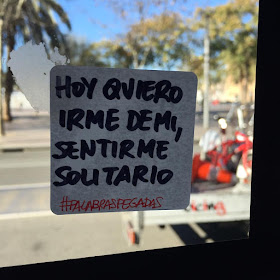 HOY QUIERO
IRME DE MI,
SENTIRME
SOLITARIO
#PALABRASPEGADAS